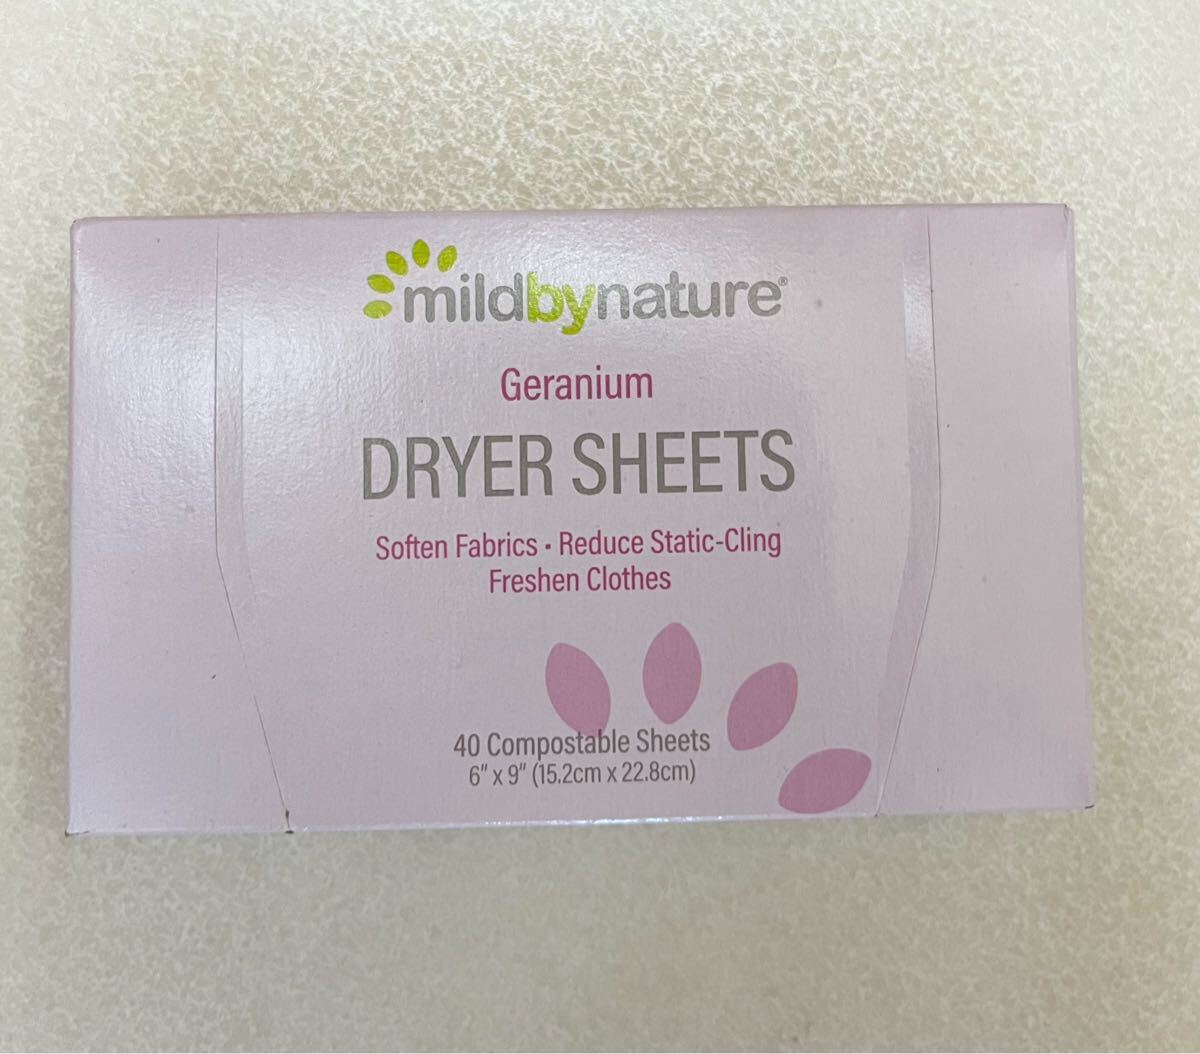 mildbynature®
Geranium
DRYER SHEETS
Soften Fabrics · Reduce Static-Cling
Freshen Clothes
40 Compostable Sheets
6" x 9" (15.2cm x 22.8cm)